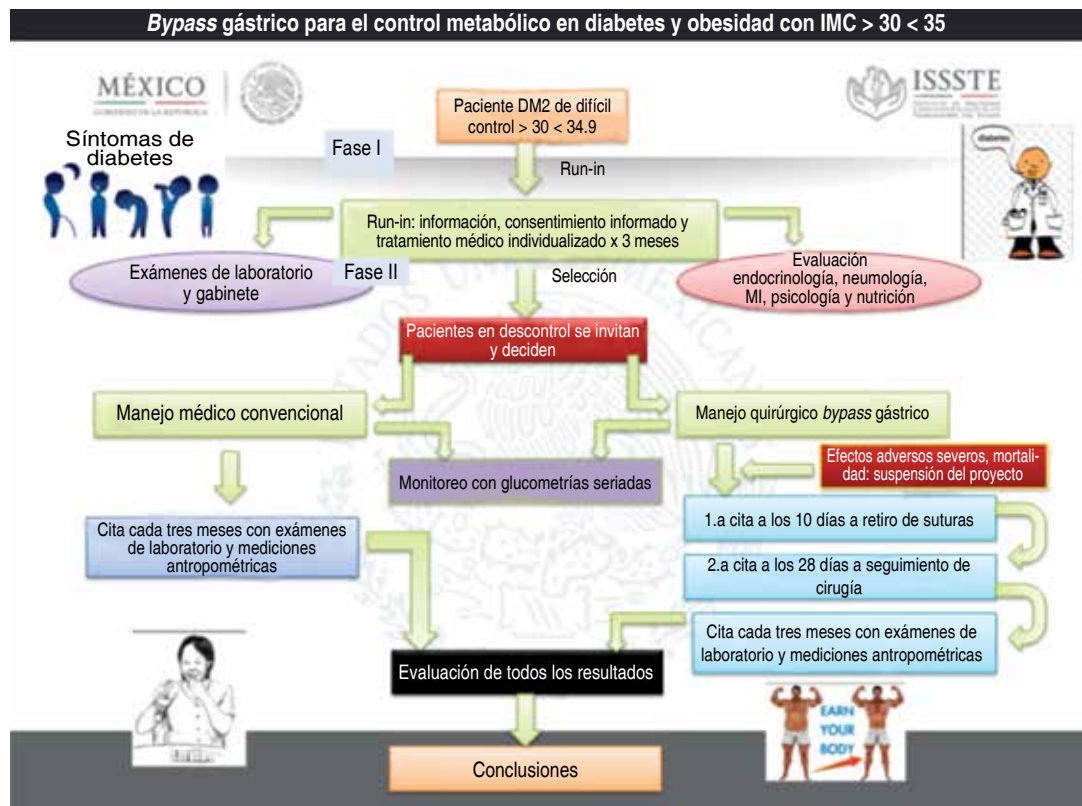 Bypass gástrico para el control metabólico en diabetes y obesidad con IMC > 30 < 35
MÉXICO
GOBIERNO DE LA REPÚBLICA
ISSSTE
Paciente DM2 de difícil
control > 30 < 34.9
Síntomas de
diabetes
Fase I
Run-in
diabetes
Run-in: información, consentimiento informado y
tratamiento médico individualizado x 3 meses
Exámenes de laboratorio
y gabinete
Fase II
Selección
Evaluación
endocrinología, neumología,
MI, psicología y nutrición
Pacientes en descontrol se invitan
y deciden
Manejo médico convencional
Manejo quirúrgico bypass gástrico
Monitoreo con glucometrías seriadas
Efectos adversos severos, mortali-
dad: suspensión del proyecto
Cita cada tres meses con exámenes
de laboratorio y mediciones
antropométricas
1.a cita a los 10 días a retiro de suturas
2.a cita a los 28 días a seguimiento de
cirugía
Cita cada tres meses con exámenes de
laboratorio y mediciones antropométricas
Evaluación de todos los resultados
EARN
YOUR
BODY
Conclusiones